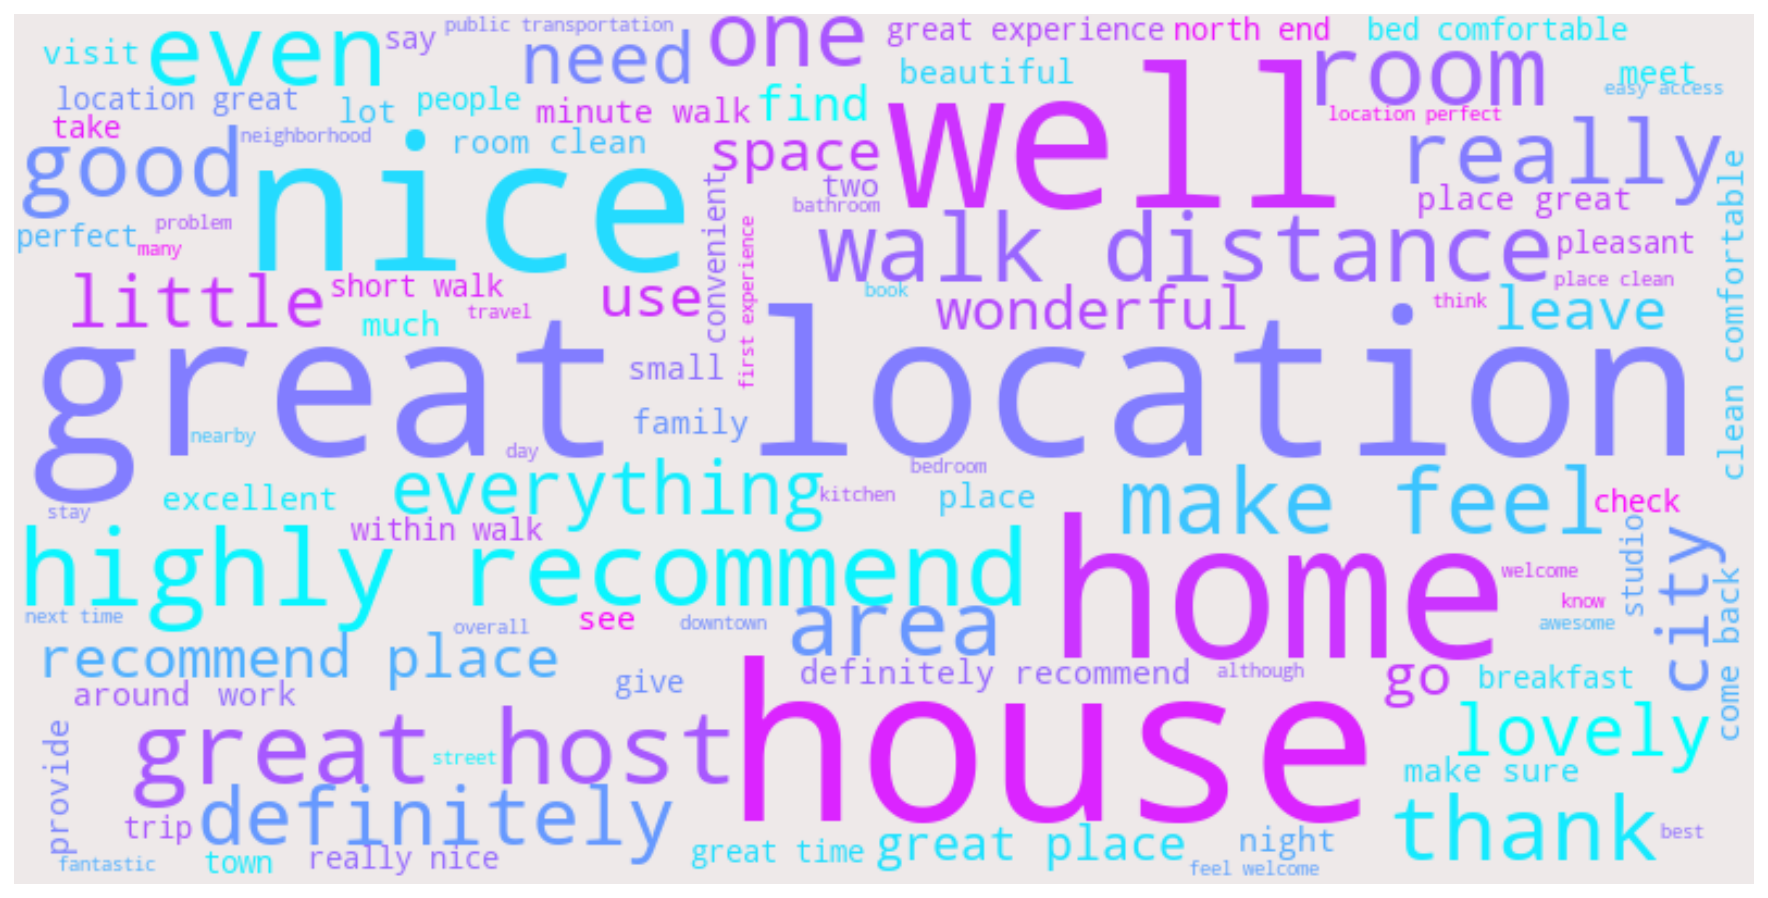 public transportation
even
say
need
one
great experience
north end
bed comfortable
visit
beautiful
room
meet
easy access
location great
lot
people
minute walk
find
well
location perfect
take
neighborhood
room clean
space
really
good
nice
convenient
two
bathroom
place great
clean comfortable
perfect
problem
many
first experience
walk distance
pleasant
little
short walk
use
book
wonderful
think
place clean
leave
much
travel
great location
small
family
nearby
day
bedroom
excellent
everything
kitchen
place
make feel
check
stay
within walk
studio
city
highly recommend
home
welcome
know
next time
overall
see
downtown
area
awesome
come back
recommend place
give
definitely recommend
although
go
breakfast
around work
house
provide
great host
street
lovely
make sure
trip
definitely
thank
best
fantastic
town
really nice
great time
great place
night
feel welcome